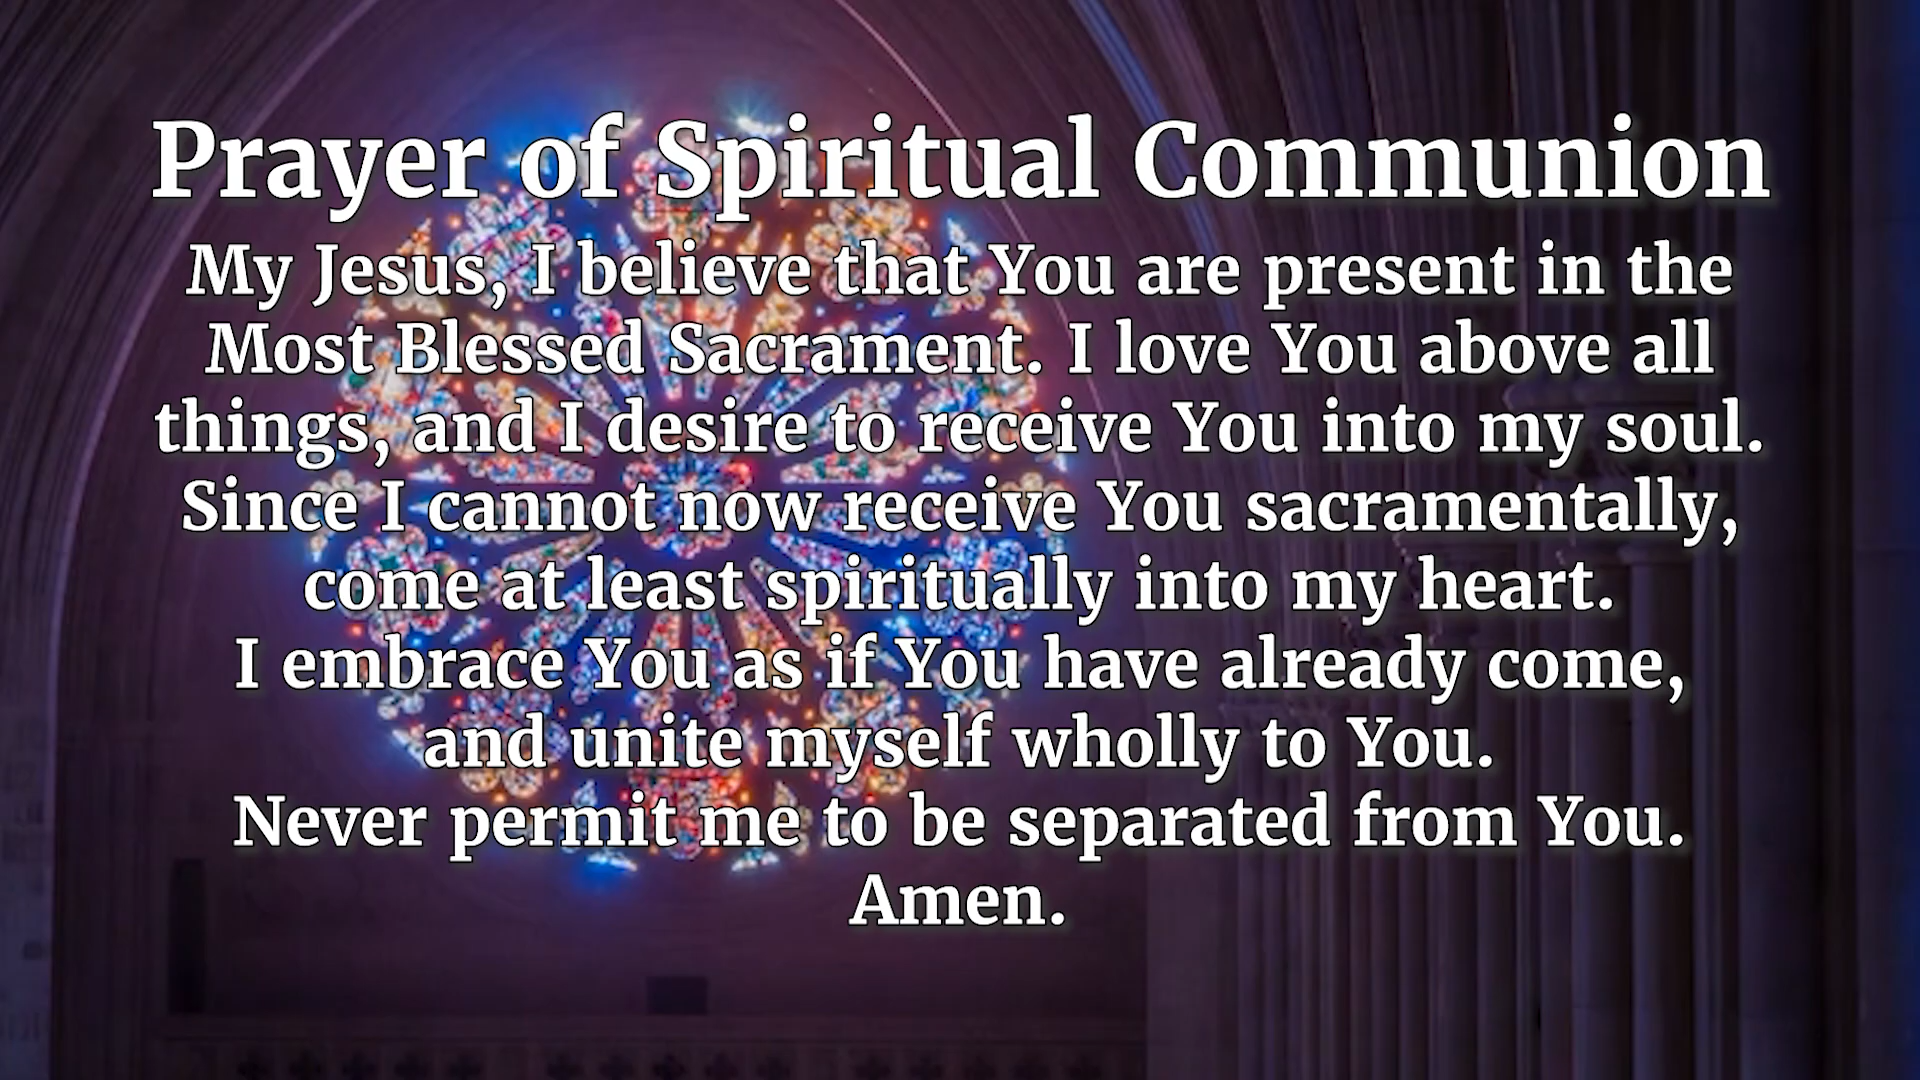 Prayer of Spiritual Communion
My Jesus, I believe that You are present in the
Most Blessed Sacrament. I love You above all
things, and I desire to receive You into my soul.
Since I cannot now receive You sacramentally,
come at least spiritually into my heart.
I embrace You as if You have already come,
and unite myself wholly to You.
Never permit me to be separated from You.
Amen.